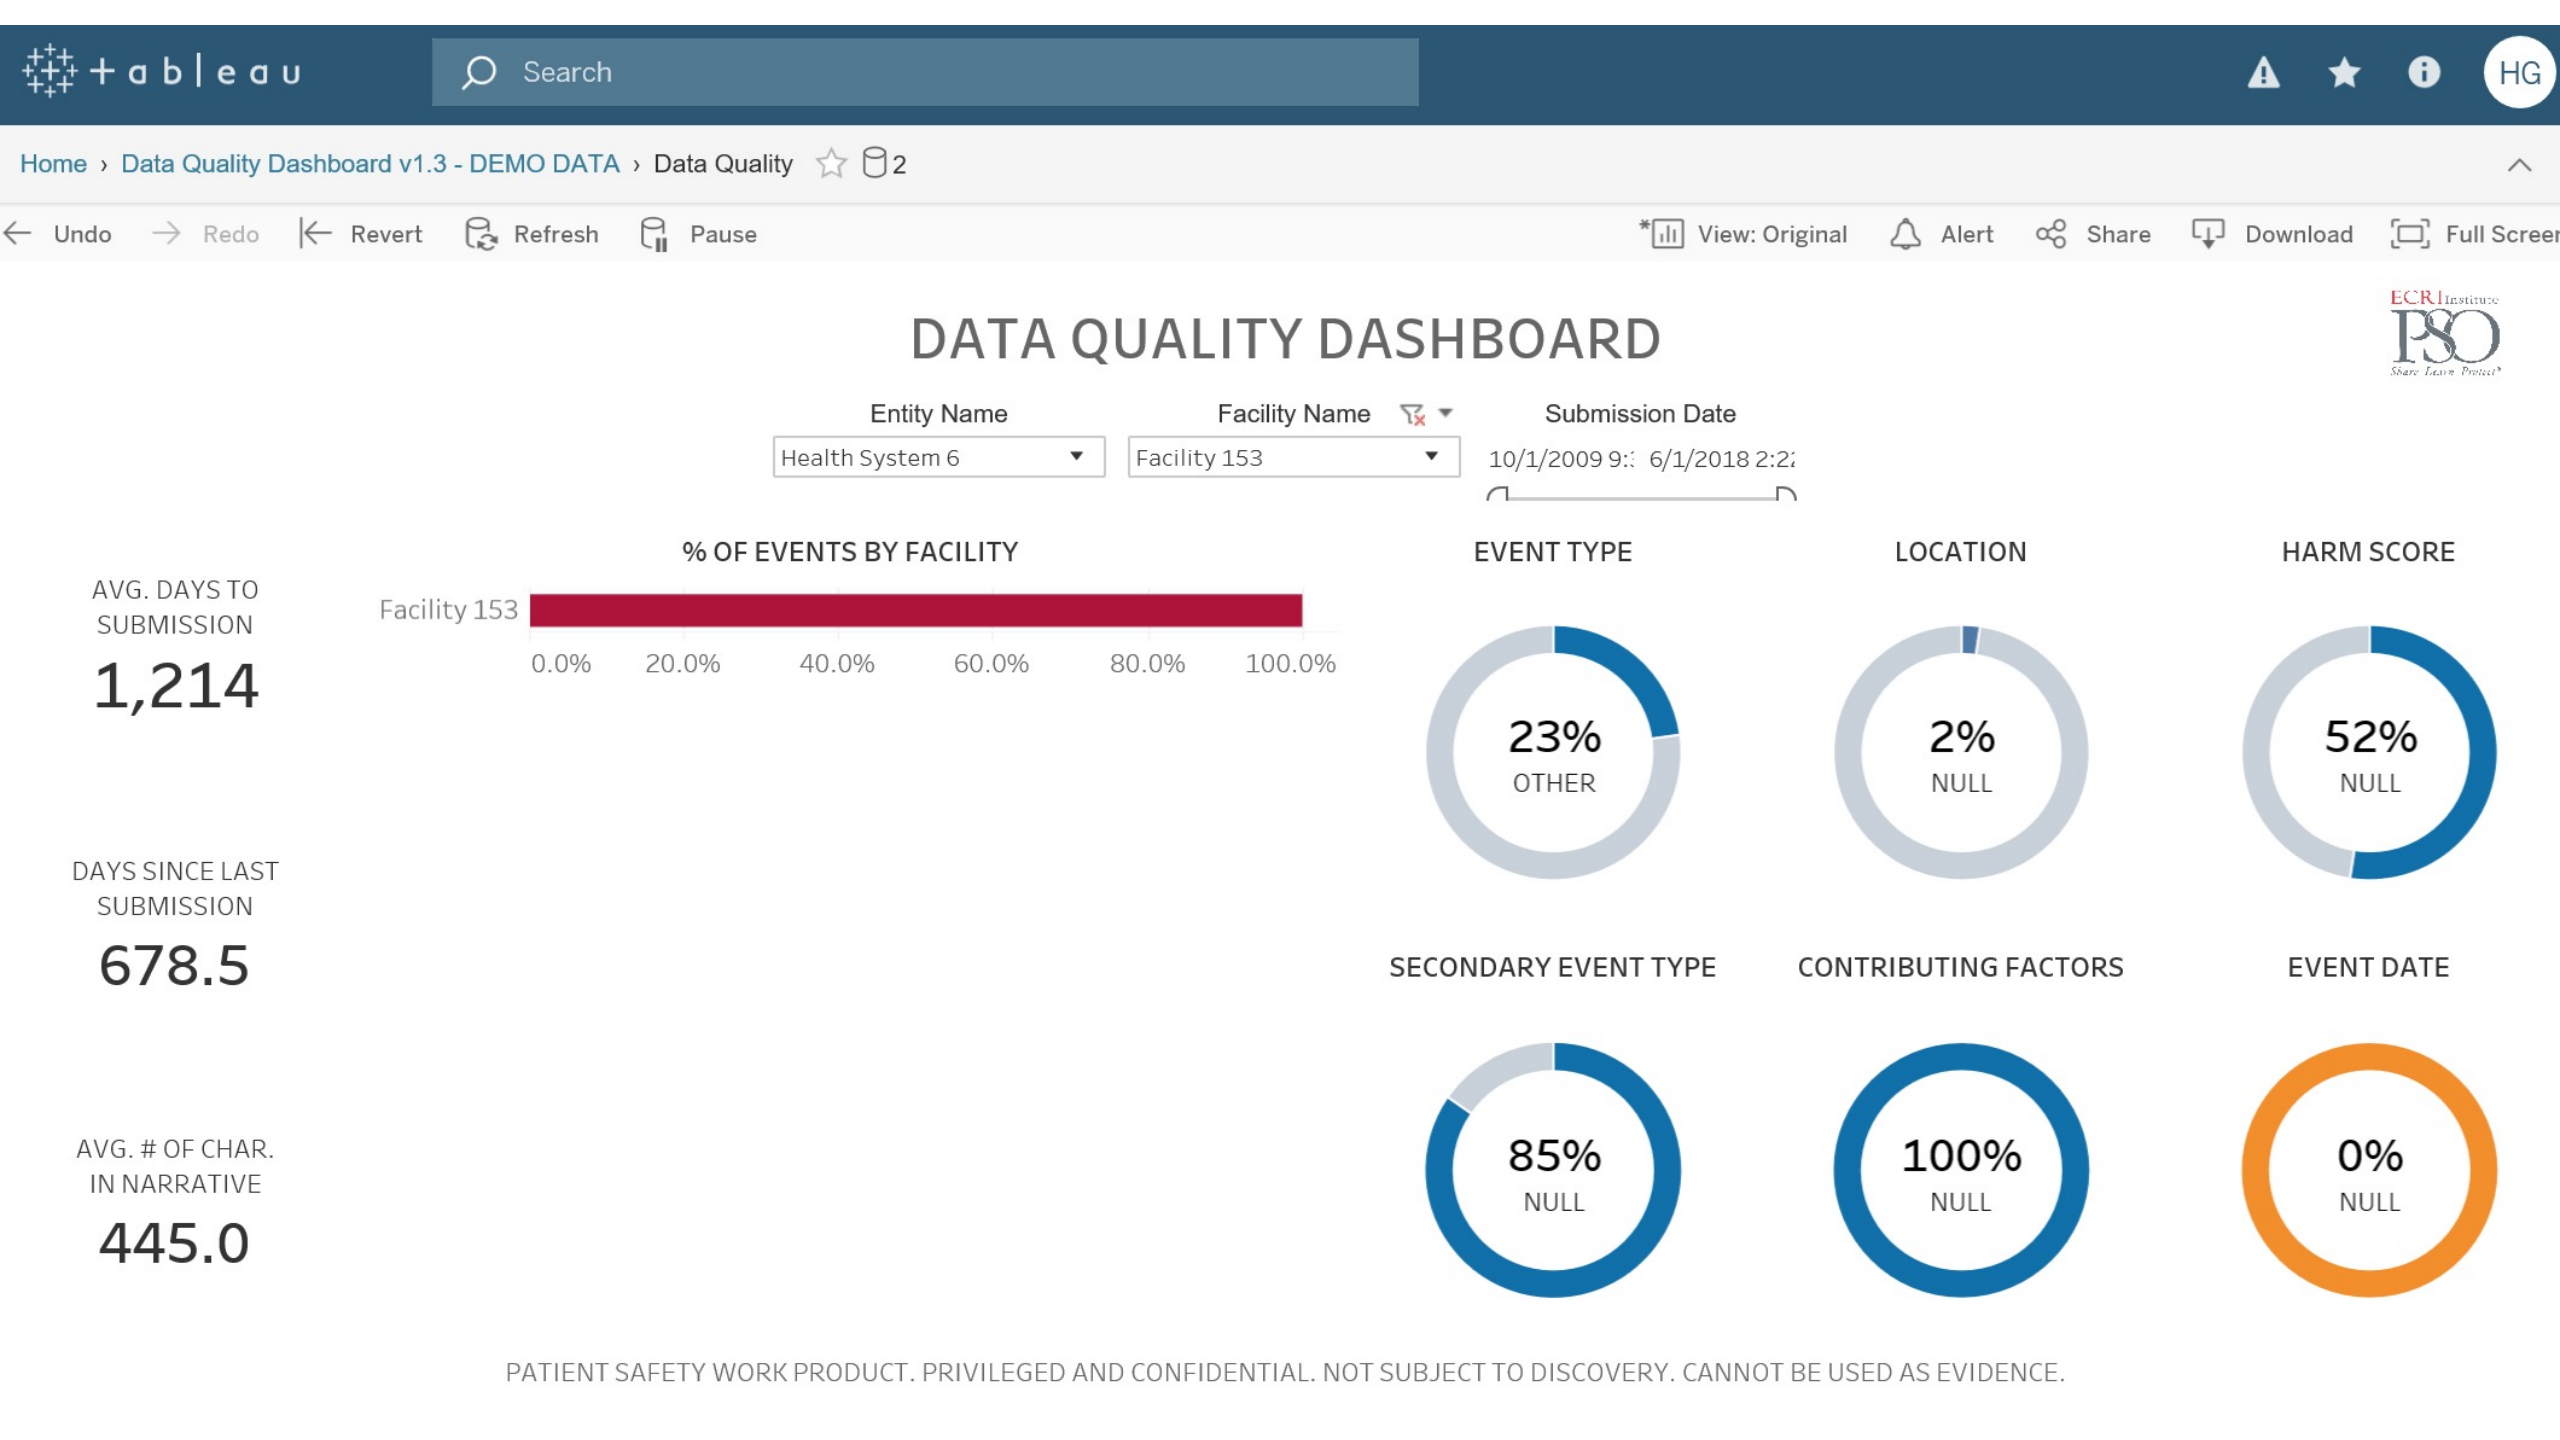 + a b | e a u
Search
HG
Home › Data Quality Dashboard v1.3 - DEMO DATA › Data Quality 2
Undo Redo Revert Refresh Pause View: Original Alert Share Download Full Screen
ECRI Institute
PSO
Share Learn Protect
DATA QUALITY DASHBOARD
Entity Name Facility Name Submission Date
Health System 6 Facility 153 10/1/2009 9: 6/1/2018 2:22
% OF EVENTS BY FACILITY
Facility 153
0.0% 20.0% 40.0% 60.0% 80.0% 100.0%
AVG. DAYS TO
SUBMISSION
1,214
DAYS SINCE LAST
SUBMISSION
678.5
AVG. # OF CHAR.
IN NARRATIVE
445.0
EVENT TYPE LOCATION HARM SCORE
23% 2% 52%
OTHER NULL NULL
SECONDARY EVENT TYPE CONTRIBUTING FACTORS EVENT DATE
85% 100% 0%
NULL NULL NULL
PATIENT SAFETY WORK PRODUCT. PRIVILEGED AND CONFIDENTIAL. NOT SUBJECT TO DISCOVERY. CANNOT BE USED AS EVIDENCE.